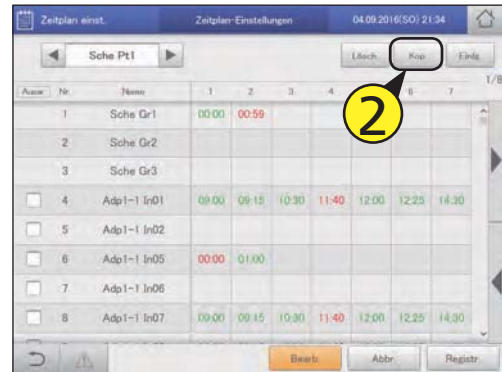 Zeitplan einst. Zeitplan-Einstellungen 04.09.2016(SO) 21:34
Sche Pt1 Lösch. Kop Einfg
1/8
Ausw Nr. Name 1 2 3 4 6 7
1 Sche Gr1 00:00 00:59
2 Sche Gr2
3 Sche Gr3
4 Adp1-1 In01 09:00 09:15 10:30 11:40 12:00 12:25 14:30
5 Adp1-1 In02
6 Adp1-1 In05 00:00 01:00
7 Adp1-1 In06
8 Adp1-1 In07 09:00 09:15 10:30 11:40 12:00 12:25 14:30
Bearb Abbr. Registr.
2